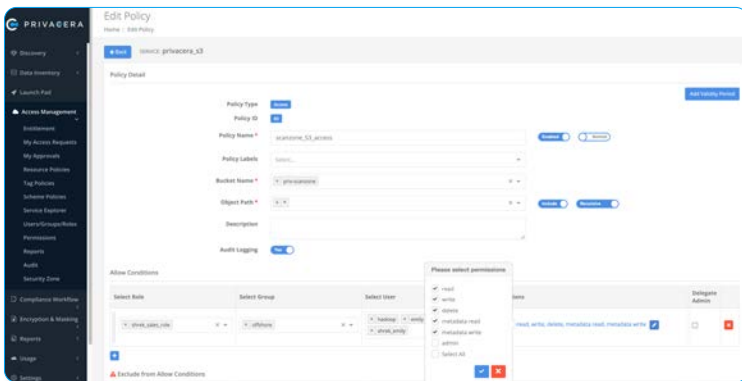 PRIVACERA
Edit Policy
Home / Edit Policy
Back SERVICE: privacera_s3
Discovery
Data Inventory
Launch Pad
Access Management
Entitlement
My Access Requests
My Approvals
Resource Policies
Tag Policies
Scheme Policies
Service Explorer
Users/Groups/Roles
Permissions
Reports
Audit
Security Zone
Compliance Workflow
Encryption & Masking
Reports
Usage
Settings
Policy Detail
Add Validity Period
Policy Type Access
Policy ID
Policy Name * scanzone_S3_access Enabled Normal
Policy Labels Select...
Bucket Name *
Object Path * * Include Recursive
Description
Audit Logging Yes
Allow Conditions
Select Role Select Group Select User
Delegate Admin
shrek_sales_role offshore hadoop emily
shrek_emily
read, write, delete, metadata read, metadata write
Please select permissions
read
write
delete
metadata read
metadata write
admin
Select All
Exclude from Allow Conditions